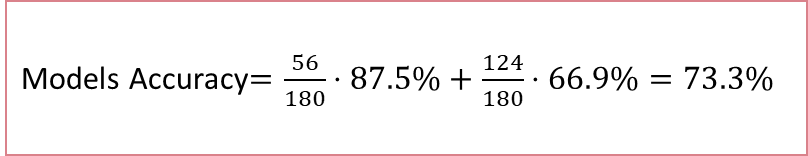 Models Accuracy= 56/180 · 87.5% + 124/180 · 66.9% = 73.3%